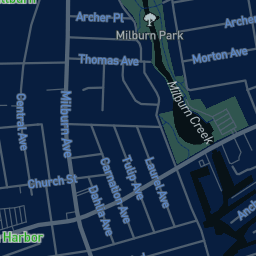 Archer Pl
Milburn Park
Thomas Ave
Morton Ave
Milburn Creek
Central Ave
Milburn Ave
Church St
Dahlia Ave
Carnation Ave
Tulip Ave
Laurel Ave
Harbor